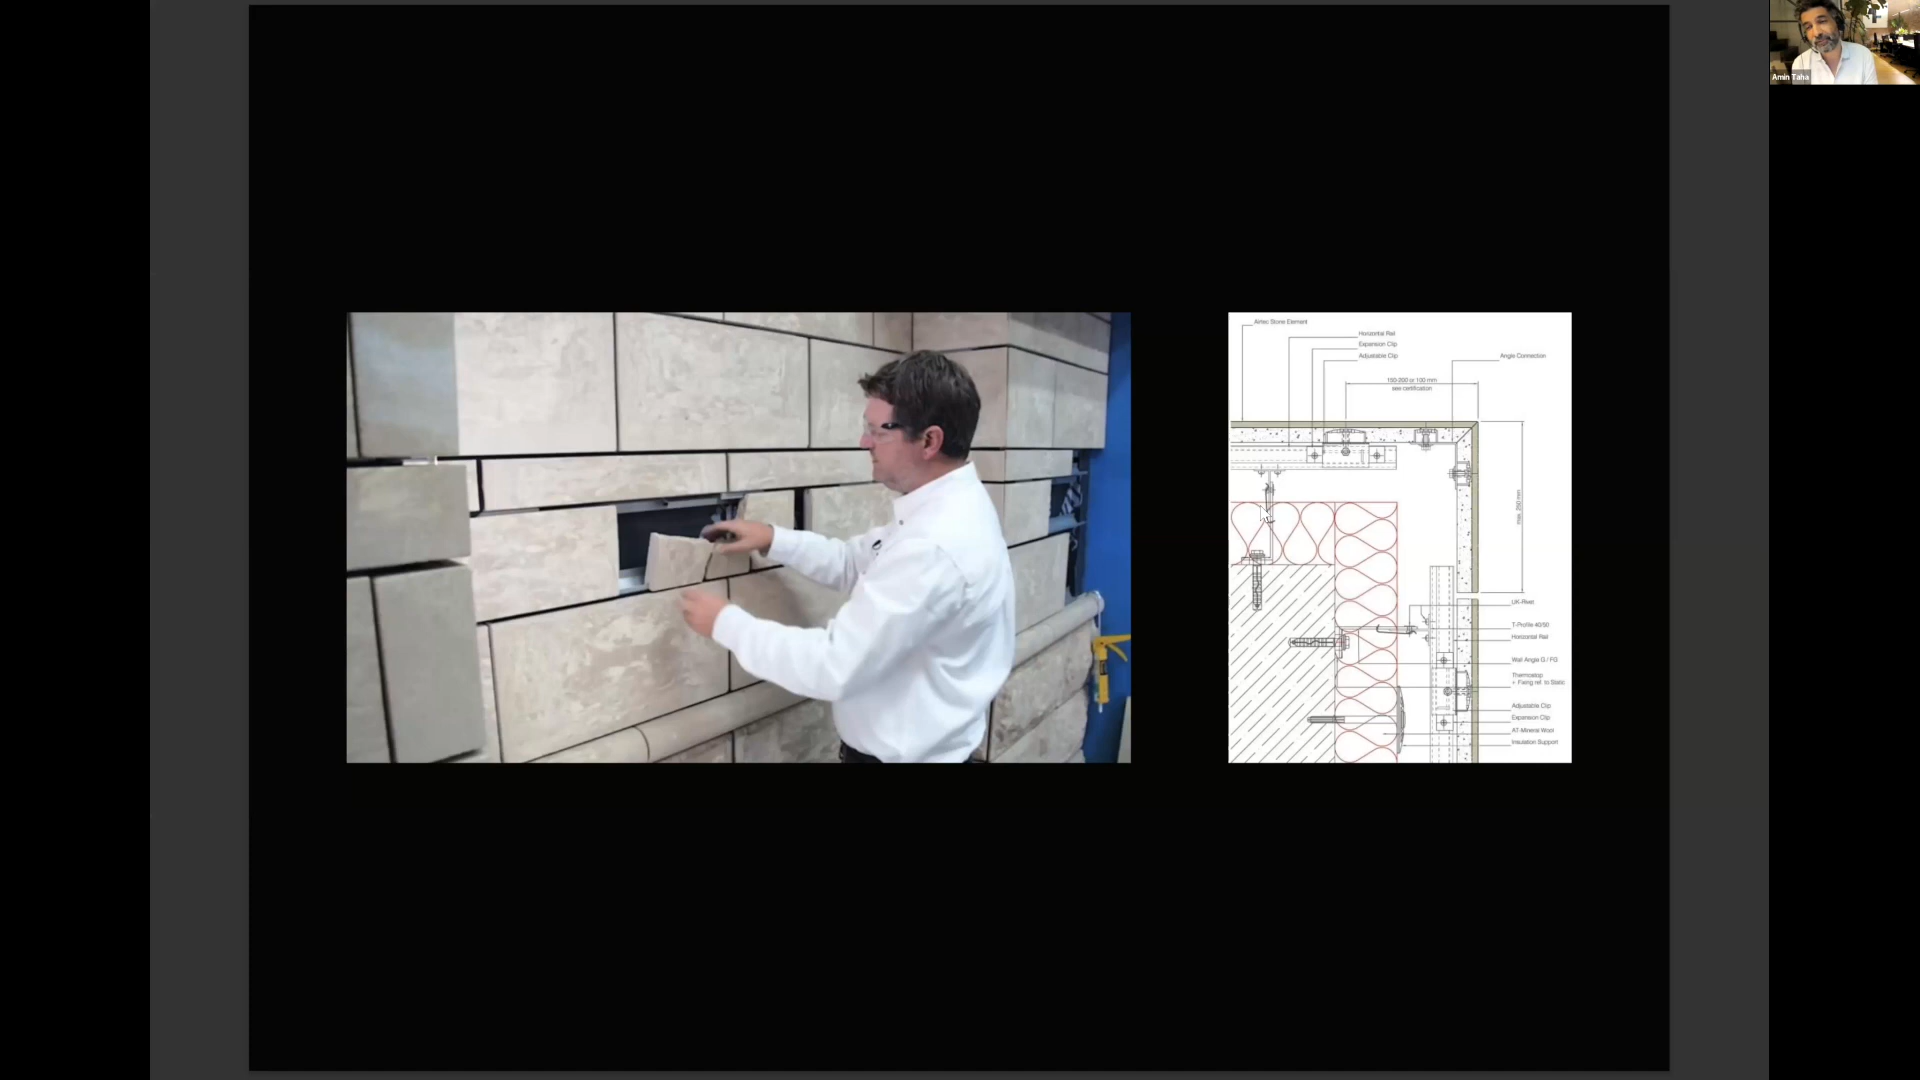 Amin Taha
Airtec Stone Element
Horizontal Rail
Expansion Clip
Adjustable Clip
Angle Connection
150-200 or 100 mm
see certification
max. 250 mm
UK-Rivet
T-Profile 40/50
Horizontal Rail
Wall Angle G / FG
Thermostop
+ Fixing ref. to Static
Adjustable Clip
Expansion Clip
AT-Mineral Wool
Insulation Support